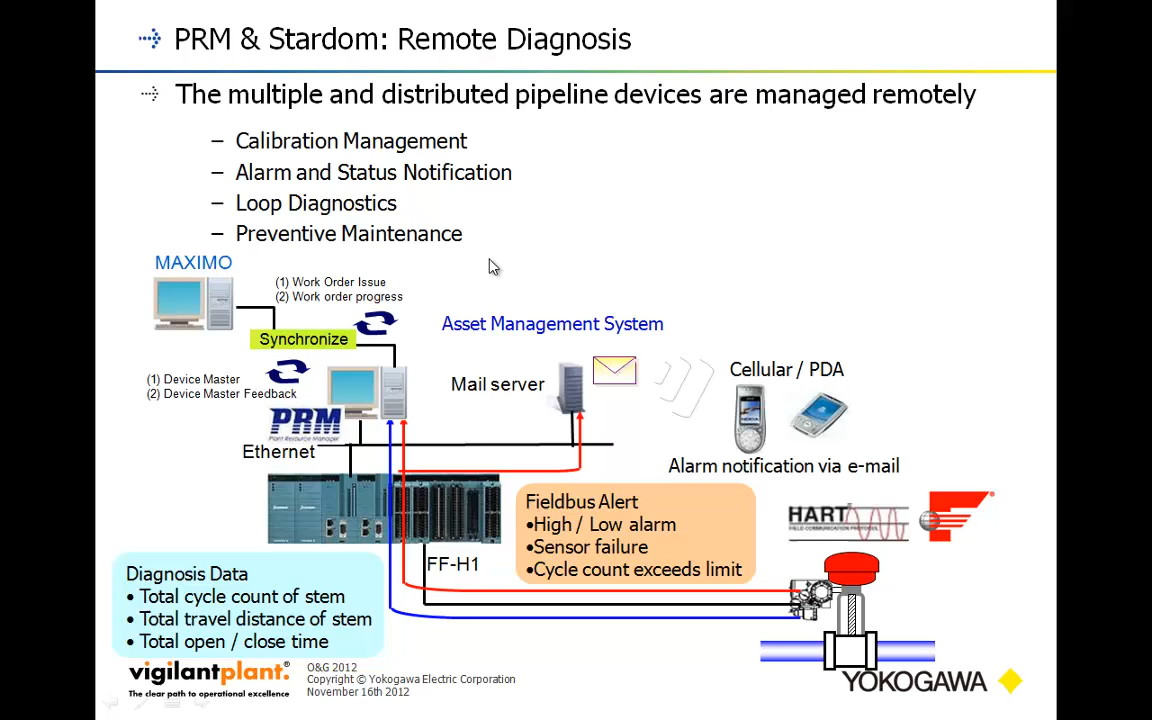 PRM & Stardom: Remote Diagnosis
The multiple and distributed pipeline devices are managed remotely
– Calibration Management
– Alarm and Status Notification
– Loop Diagnostics
– Preventive Maintenance
MAXIMO
(1) Work Order Issue
(2) Work order progress
Synchronize
Asset Management System
(1) Device Master
(2) Device Master Feedback
PRM
Plant Resource Manager
Mail server
Cellular / PDA
NOKIA
Ethernet
Alarm notification via e-mail
Fieldbus Alert
•High / Low alarm
•Sensor failure
•Cycle count exceeds limit
HART
FIELD COMMUNICATION PROTOCOL
FF-H1
Diagnosis Data
• Total cycle count of stem
• Total travel distance of stem
• Total open / close time
vigilantplant.®
The clear path to operational excellence
O&G 2012
Copyright © Yokogawa Electric Corporation
November 16th 2012
YOKOGAWA